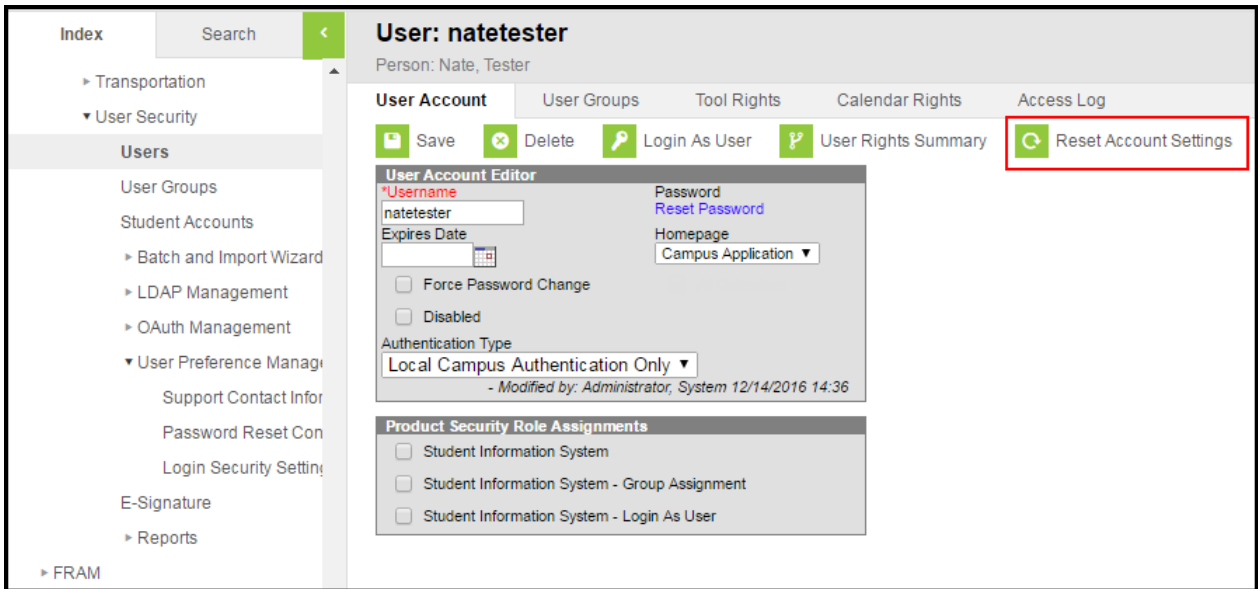 Index Search
Transportation
User Security
Users
User Groups
Student Accounts
Batch and Import Wizard
LDAP Management
OAuth Management
User Preference Manage
Support Contact Infor
Password Reset Con
Login Security Setting
E-Signature
Reports
FRAM
User: natetester
Person: Nate, Tester
User Account User Groups Tool Rights Calendar Rights Access Log
Save Delete Login As User User Rights Summary Reset Account Settings
User Account Editor
*Username Password
natetester Reset Password
Expires Date Homepage
Campus Application
Force Password Change
Disabled
Authentication Type
Local Campus Authentication Only
- Modified by: Administrator, System 12/14/2016 14:36
Product Security Role Assignments
Student Information System
Student Information System - Group Assignment
Student Information System - Login As User